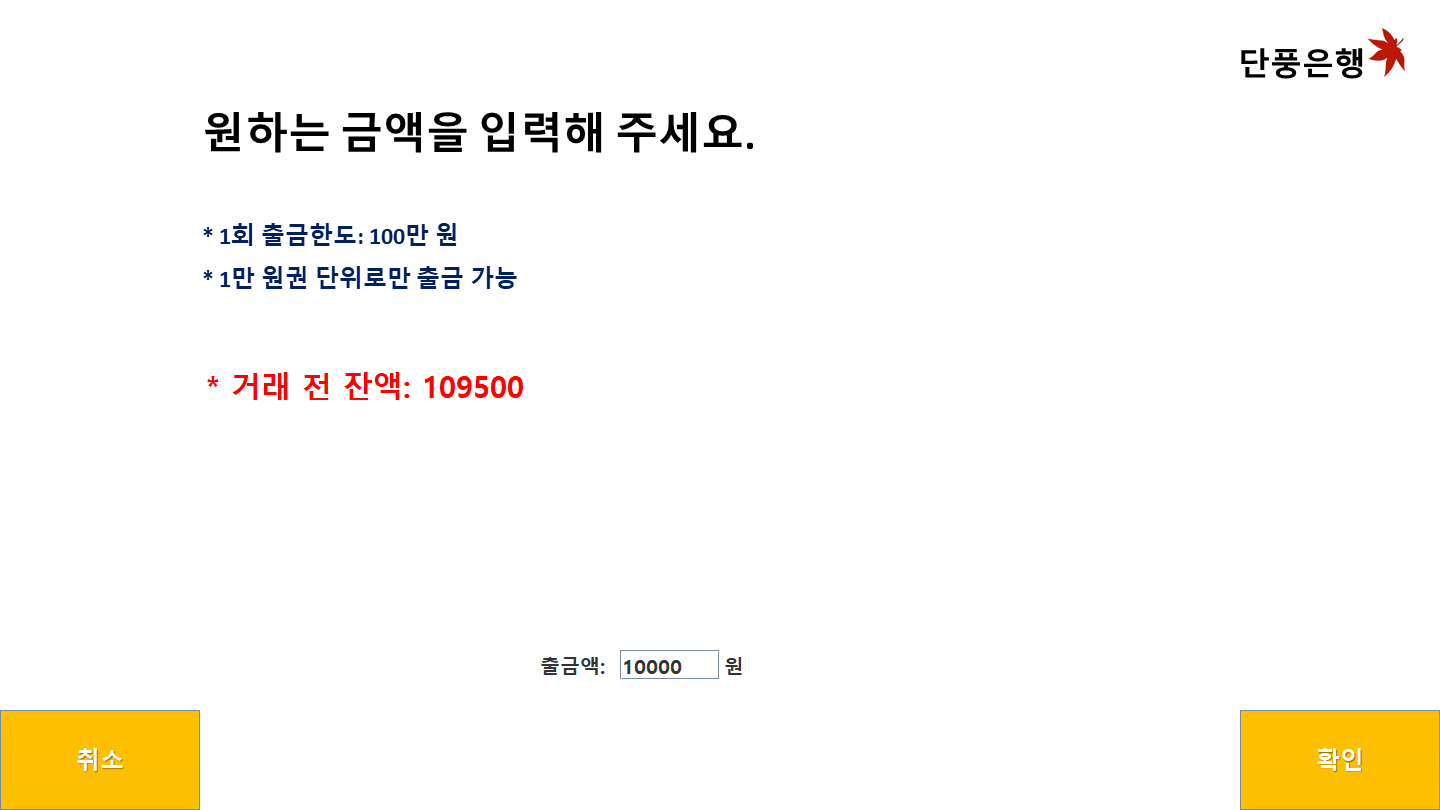 단풍은행
원하는 금액을 입력해 주세요.
* 1회 출금한도: 100만 원
* 1만 원권 단위로만 출금 가능
* 거래 전 잔액: 109500
출금액: 10000 원
취소 확인